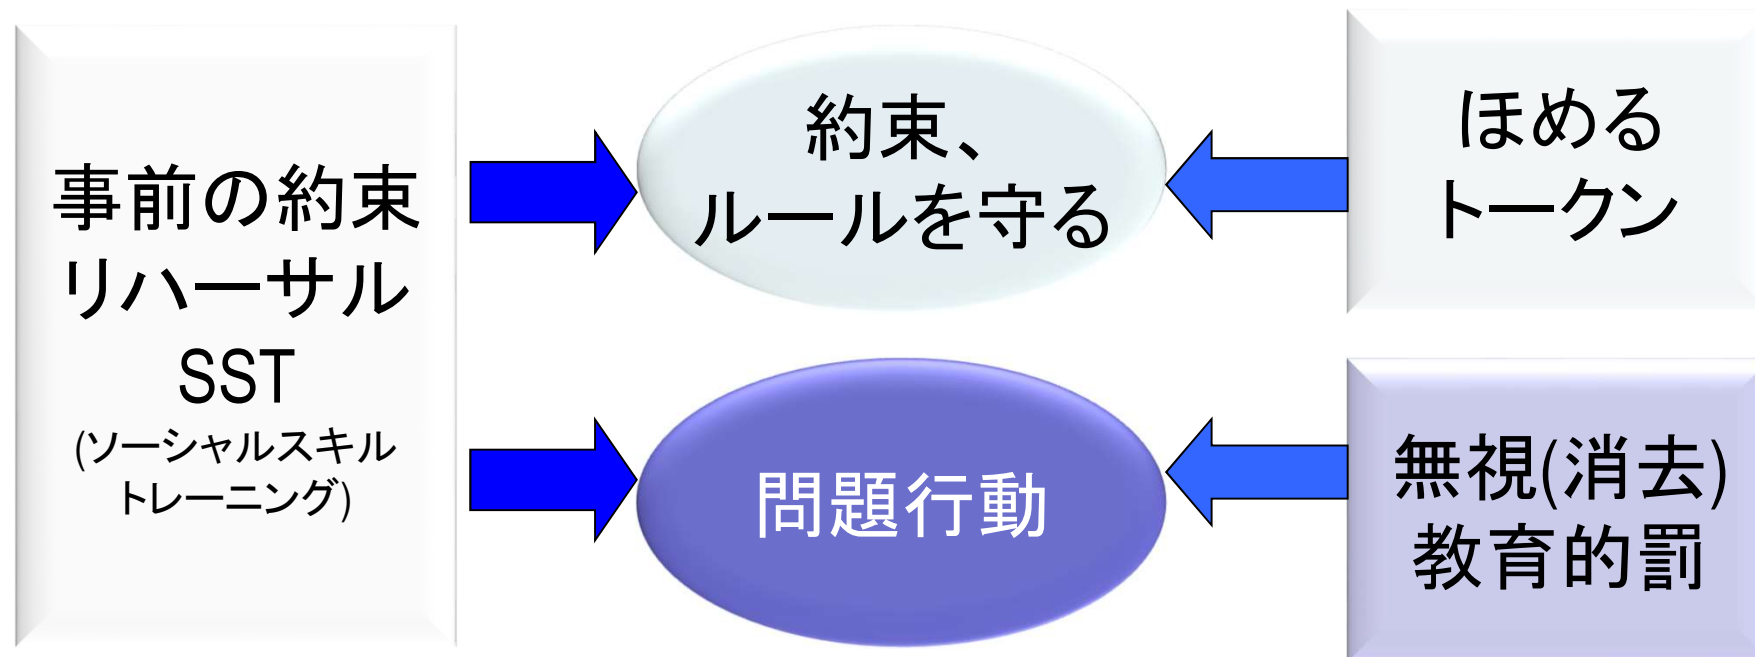 事前の約束
リハーサル
SST
(ソーシャルスキル
トレーニング)
約束、
ルールを守る
ほめる
トークン
問題行動
無視(消去)
教育的罰